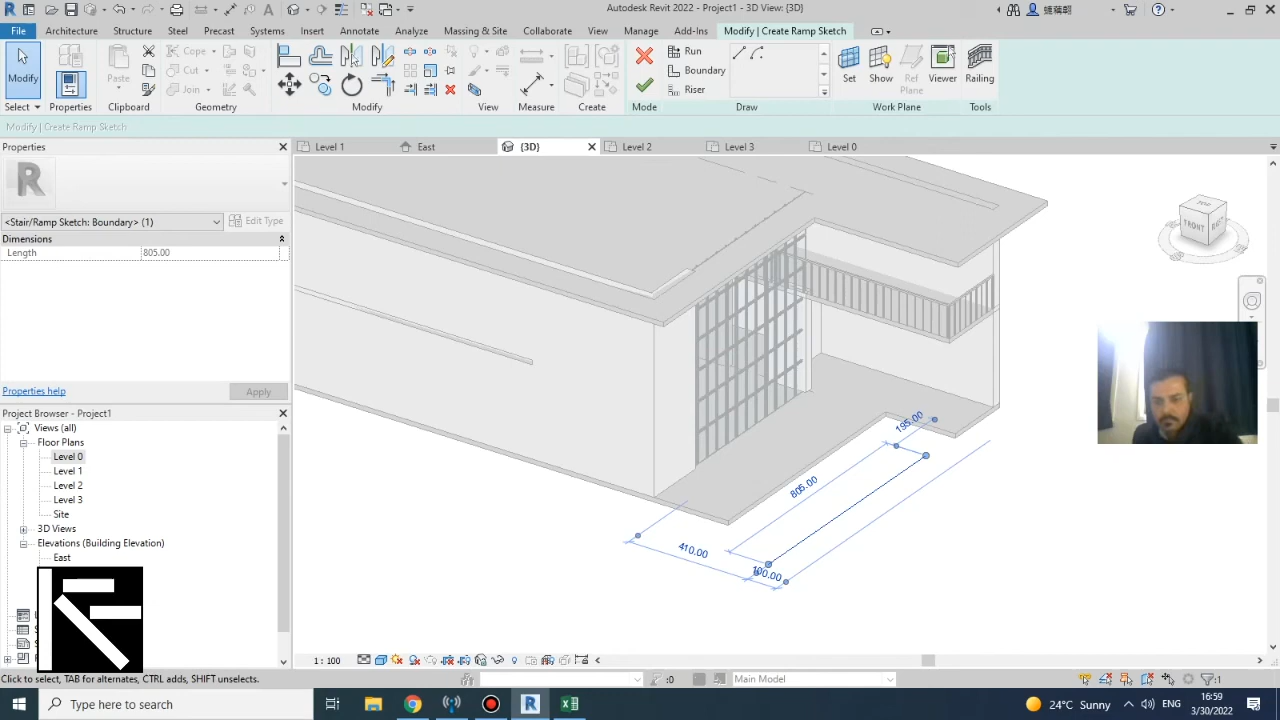 Autodesk Revit 2022 - Project1 - 3D View: {3D}
File Architecture Structure Steel Precast Systems Insert Annotate Analyze Massing & Site Collaborate View Manage Add-Ins Modify | Create Ramp Sketch
Modify
Paste
Cope
Cut
Join
Run
Boundary
Riser
Set
Show
Ref Plane
Viewer
Railing
Select Properties Clipboard Geometry Modify View Measure Create Mode Draw Work Plane Tools
Modify | Create Ramp Sketch
Properties
Level 1
East
{3D}
Level 2
Level 3
Level 0
R
<Stair/Ramp Sketch: Boundary> (1)
Edit Type
Dimensions
Length 805.00
Properties help
Apply
Project Browser - Project1
Views (all)
Floor Plans
Level 0
Level 1
Level 2
Level 3
Site
3D Views
Elevations (Building Elevation)
East
TOP
FRONT
195.00
805.00
410.00
100.00
1 : 100
Click to select, TAB for alternates, CTRL adds, SHIFT unselects.
:0
Main Model
:1
Type here to search
24°C Sunny
ENG
16:59
3/30/2022